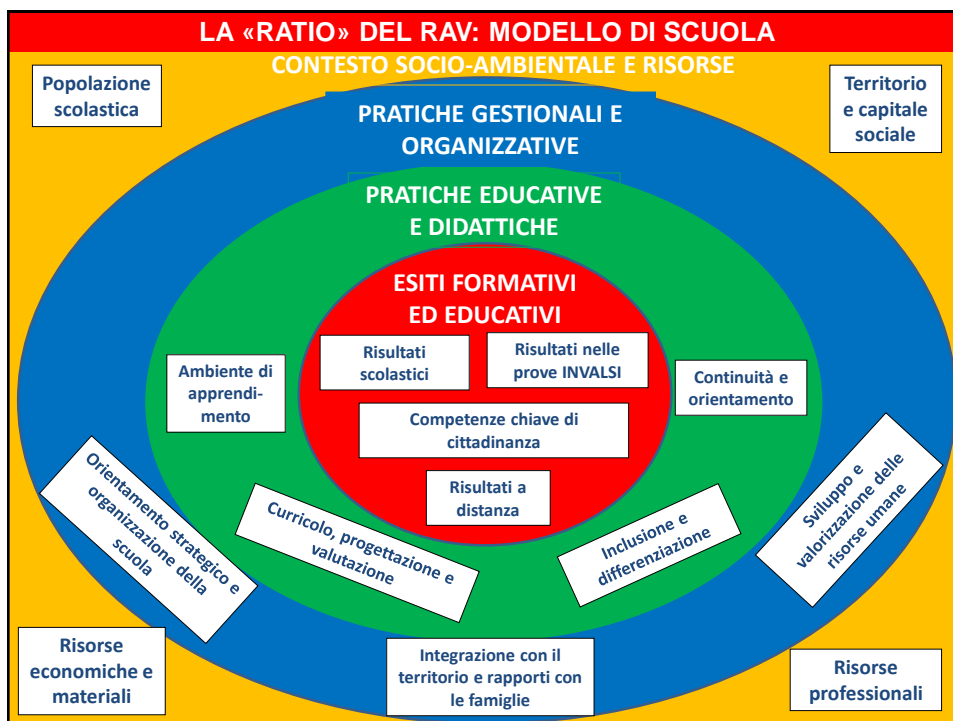 LA «RATIO» DEL RAV: MODELLO DI SCUOLA
CONTESTO SOCIO-AMBIENTALE E RISORSE
Popolazione
scolastica
Territorio
e capitale
sociale
PRATICHE GESTIONALI E
ORGANIZZATIVE
PRATICHE EDUCATIVE
E DIDATTICHE
ESITI FORMATIVI
ED EDUCATIVI
Risultati
scolastici
Risultati nelle
prove INVALSI
Ambiente di
apprendi-
mento
Continuità e
orientamento
Competenze chiave di
cittadinanza
Risultati a
distanza
Orientamento strategico e
organizzazione della
scuola
Curricolo, progettazione e
valutazione
Inclusione e
differenziazione
Sviluppo e
valorizzazione delle
risorse umane
Risorse
economiche e
materiali
Integrazione con il
territorio e rapporti con
le famiglie
Risorse
professionali